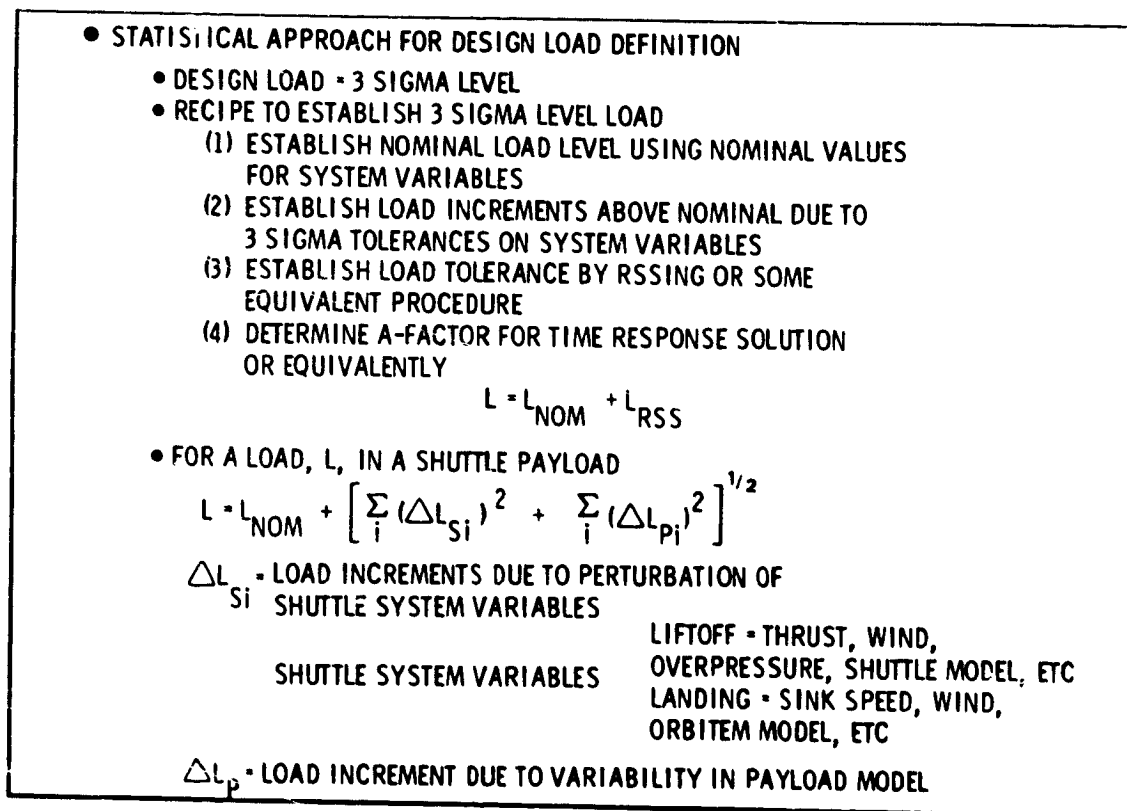 • STATISTICAL APPROACH FOR DESIGN LOAD DEFINITION
• DESIGN LOAD = 3 SIGMA LEVEL
• RECIPE TO ESTABLISH 3 SIGMA LEVEL LOAD
(1) ESTABLISH NOMINAL LOAD LEVEL USING NOMINAL VALUES
FOR SYSTEM VARIABLES
(2) ESTABLISH LOAD INCREMENTS ABOVE NOMINAL DUE TO
3 SIGMA TOLERANCES ON SYSTEM VARIABLES
(3) ESTABLISH LOAD TOLERANCE BY RSSING OR SOME
EQUIVALENT PROCEDURE
(4) DETERMINE A-FACTOR FOR TIME RESPONSE SOLUTION
OR EQUIVALENTLY
L = L_NOM + L_RSS
• FOR A LOAD, L, IN A SHUTTLE PAYLOAD
L = L_NOM + [Σ_i (ΔL_Si)^2 + Σ_i (ΔL_Pi)^2]^1/2
ΔL_Si = LOAD INCREMENTS DUE TO PERTURBATION OF
SHUTTLE SYSTEM VARIABLES
LIFTOFF = THRUST, WIND,
SHUTTLE SYSTEM VARIABLES OVERPRESSURE, SHUTTLE MODEL, ETC
LANDING = SINK SPEED, WIND,
ORBITEM MODEL, ETC
ΔL_P = LOAD INCREMENT DUE TO VARIABILITY IN PAYLOAD MODEL